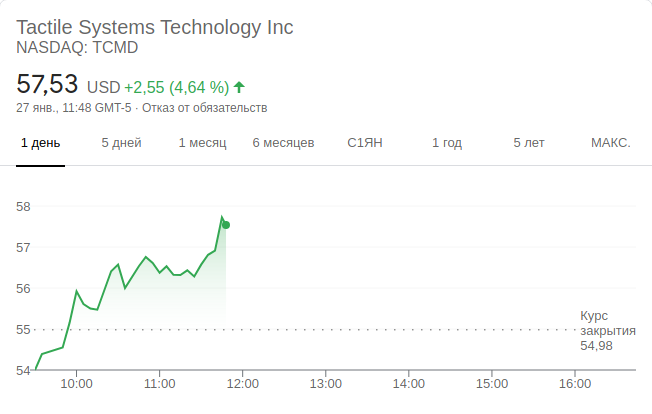 Tactile Systems Technology Inc
NASDAQ: TCMD
57,53 USD +2,55 (4,64 %)
27 янв., 11:48 GMT-5 · Отказ от обязательств
1 день 5 дней 1 месяц 6 месяцев С1ЯН 1 год 5 лет МАКС.
58
57
56
55
54
Курс
закрытия
54,98
10:00 11:00 12:00 13:00 14:00 15:00 16:00